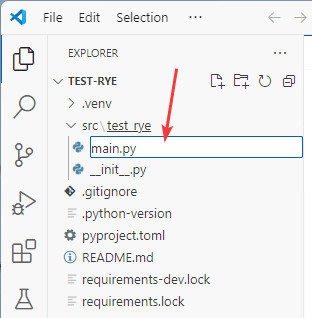 File Edit Selection
EXPLORER
TEST-RYE
.venv
src\test_rye
main.py
__init__.py
.gitignore
.python-version
pyproject.toml
README.md
requirements-dev.lock
requirements.lock